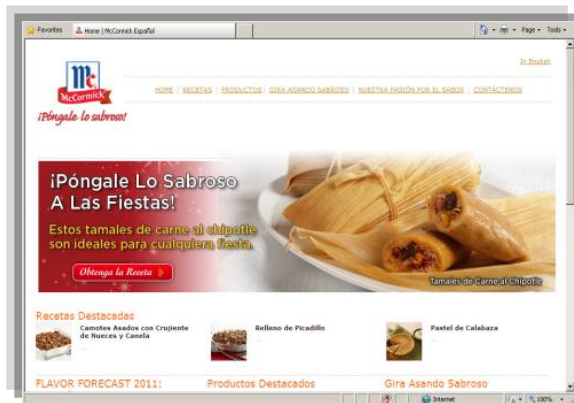 Favorites
Home | McCormick Español
Page
Tools
In English
Mc
McCormick
¡Póngale lo sabroso!
HOME | RECETAS | PRODUCTOS | GIRA ASANDO SABROSO | NUESTRA PASIÓN POR EL SABOR | CONTÁCTENOS
¡Póngale Lo Sabroso
A Las Fiestas!
Estos tamales de carne al chipotle
son ideales para cualquiera fiesta.
Obtenga la Receta
Tamales de Carne al Chipotle
Recetas Destacadas
Camotes Asados con Crujiente
de Nueces y Canela
Relleno de Picadillo
Pastel de Calabaza
FLAVOR FORECAST 2011:
Productos Destacados
Gira Asando Sabroso
Internet
100%